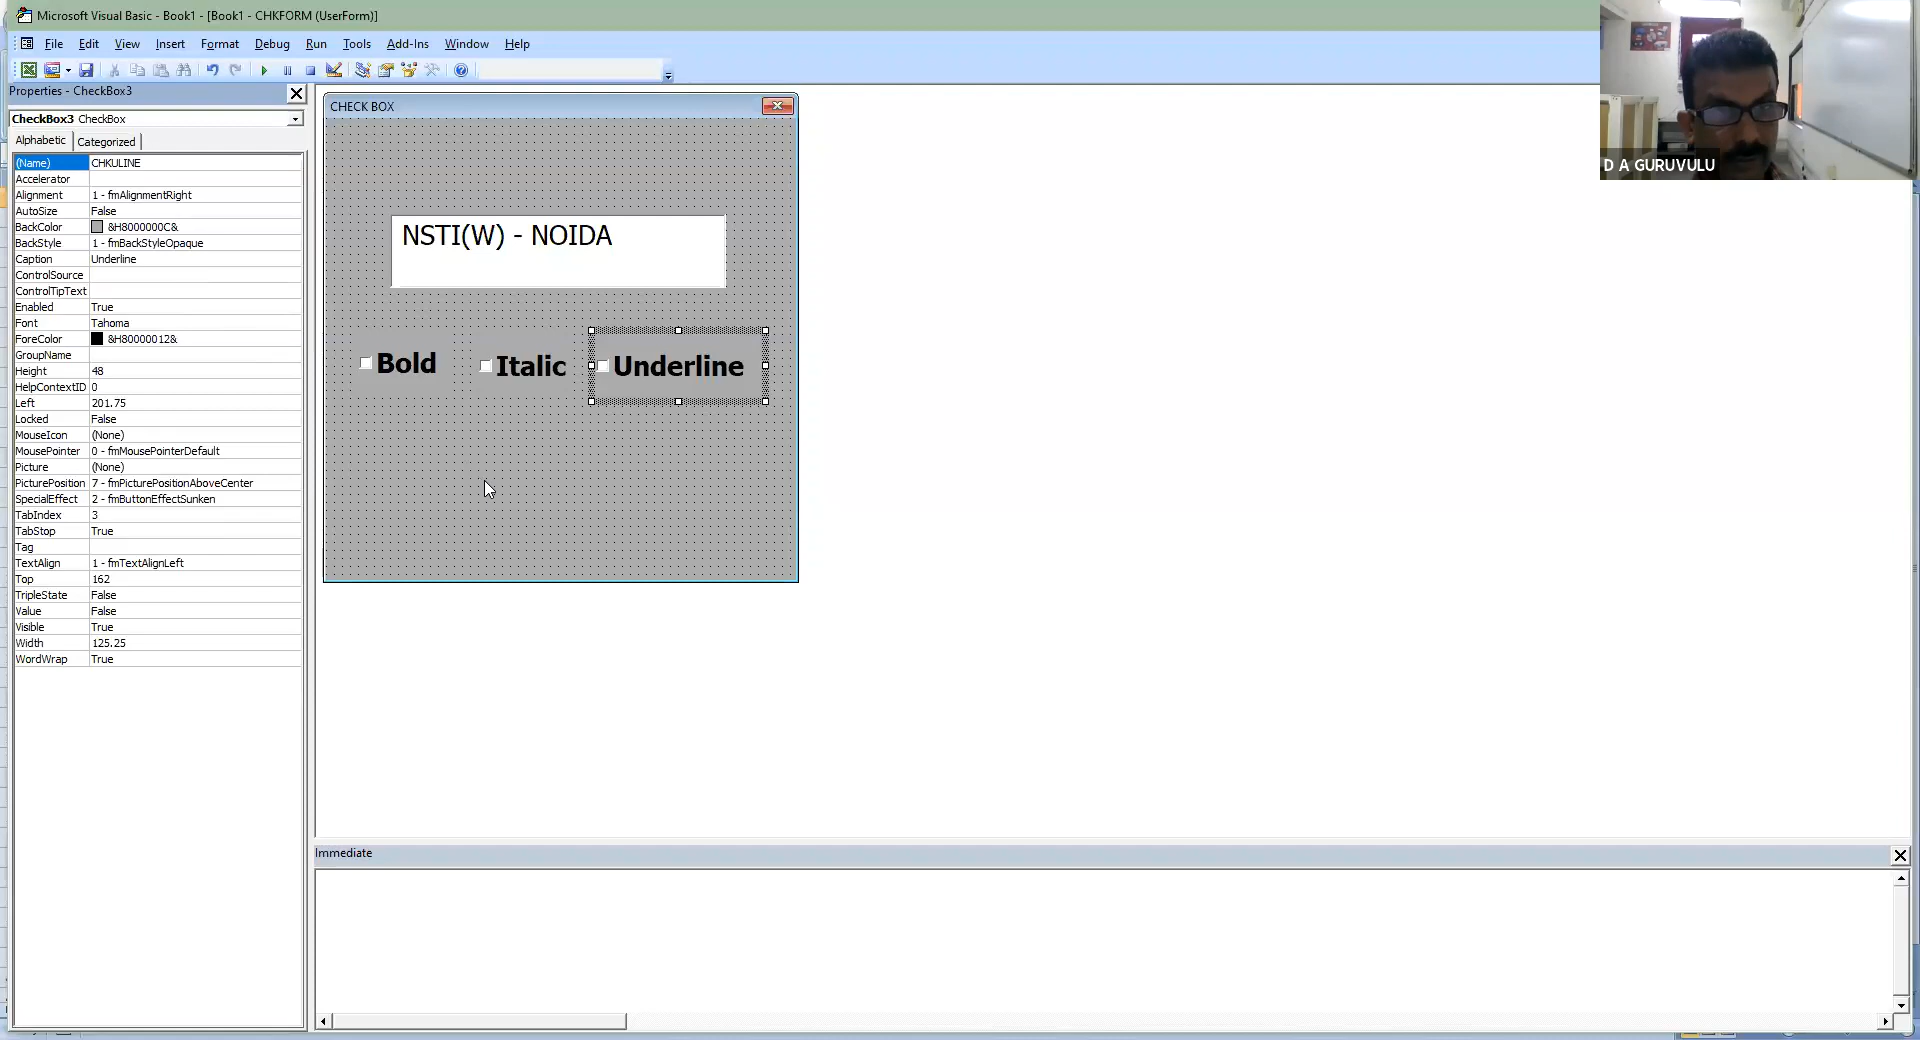 Microsoft Visual Basic - Book1 - [Book1 - CHKFORM (UserForm)]
File Edit View Insert Format Debug Run Tools Add-Ins Window Help
Properties - CheckBox3
CheckBox3 CheckBox
Alphabetic Categorized
(Name) CHKULINE
Accelerator
Alignment 1 - fmAlignmentRight
AutoSize False
BackColor &H8000000C&
BackStyle 1 - fmBackStyleOpaque
Caption Underline
ControlSource
ControlTipText
Enabled True
Font Tahoma
ForeColor &H80000012&
GroupName
Height 48
HelpContextID 0
Left 201.75
Locked False
MouseIcon (None)
MousePointer 0 - fmMousePointerDefault
Picture (None)
PicturePosition 7 - fmPicturePositionAboveCenter
SpecialEffect 2 - fmButtonEffectSunken
TabIndex 3
TabStop True
Tag
TextAlign 1 - fmTextAlignLeft
Top 162
TripleState False
Value False
Visible True
Width 125.25
WordWrap True
CHECK BOX
NSTI(W) - NOIDA
Bold Italic Underline
Immediate
D A GURUVULU